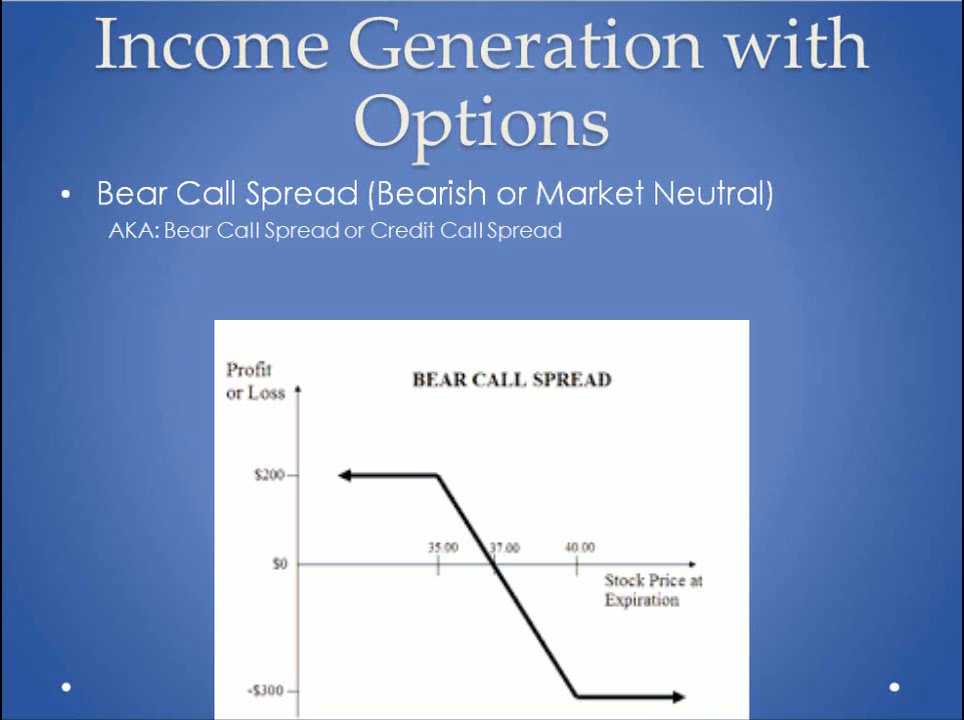 Income Generation with
Options
• Bear Call Spread (Bearish or Market Neutral)
AKA: Bear Call Spread or Credit Call Spread
Profit
or Loss
BEAR CALL SPREAD
$200
35.00 37.00 40.00
$0
Stock Price at
Expiration
-$300